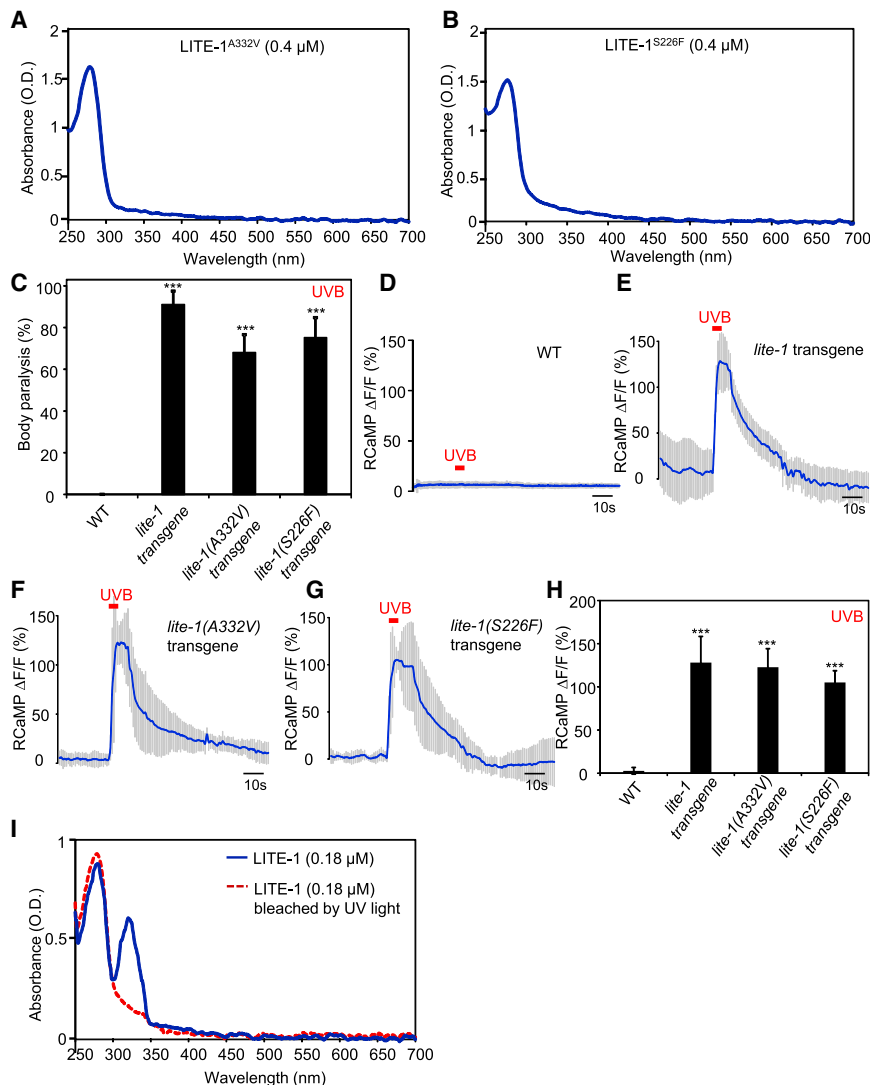 A
LITE-1A332V (0.4 µM)
Absorbance (O.D.)
2
1.5
1
0.5
0
250 300 350 400 450 500 550 600 650 700
Wavelength (nm)
B
LITE-1S226F (0.4 µM)
Absorbance (O.D.)
2
1.5
1
0.5
0
250 300 350 400 450 500 550 600 650 700
Wavelength (nm)
C
UVB
Body paralysis (%)
100
80
60
40
20
0
***
***
***
WT
lite-1
transgene
lite-1(A332V)
transgene
lite-1(S226F)
transgene
D
WT
RCaMP ΔF/F (%)
150
100
50
0
UVB
10s
E
UVB
lite-1 transgene
RCaMP ΔF/F (%)
150
100
50
0
10s
F
UVB
lite-1(A332V)
transgene
RCaMP ΔF/F (%)
150
100
50
0
10s
G
UVB
lite-1(S226F)
transgene
RCaMP ΔF/F (%)
150
100
50
0
10s
H
UVB
RCaMP ΔF/F (%)
200
150
100
50
0
***
***
***
WT
lite-1
transgene
lite-1(A332V)
transgene
lite-1(S226F)
transgene
I
LITE-1 (0.18 µM)
LITE-1 (0.18 µM)
bleached by UV light
Absorbance (O.D.)
1
0.5
0
250 300 350 400 450 500 550 600 650 700
Wavelength (nm)